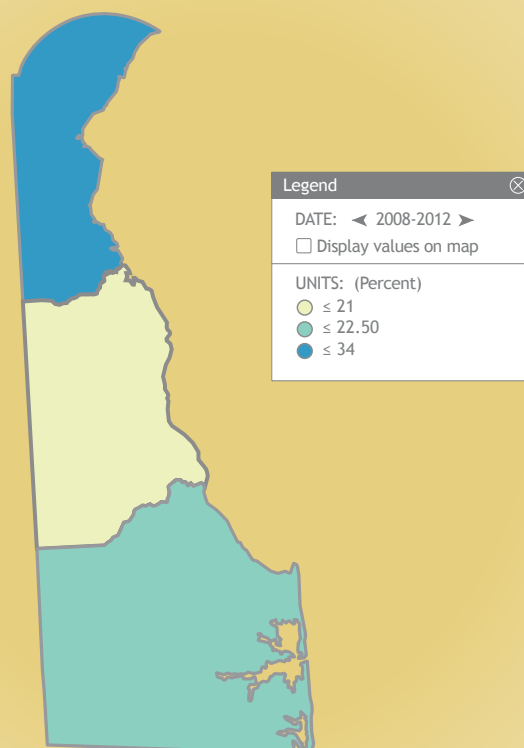 Legend
DATE: ◄ 2008-2012 ➤
Display values on map
UNITS: (Percent)
≤ 21
≤ 22.50
≤ 34